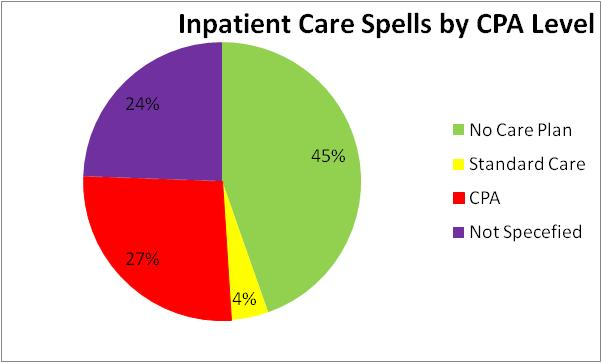 Inpatient Care Spells by CPA Level
24%
45%
27%
4%
No Care Plan
Standard Care
CPA
Not Specefied